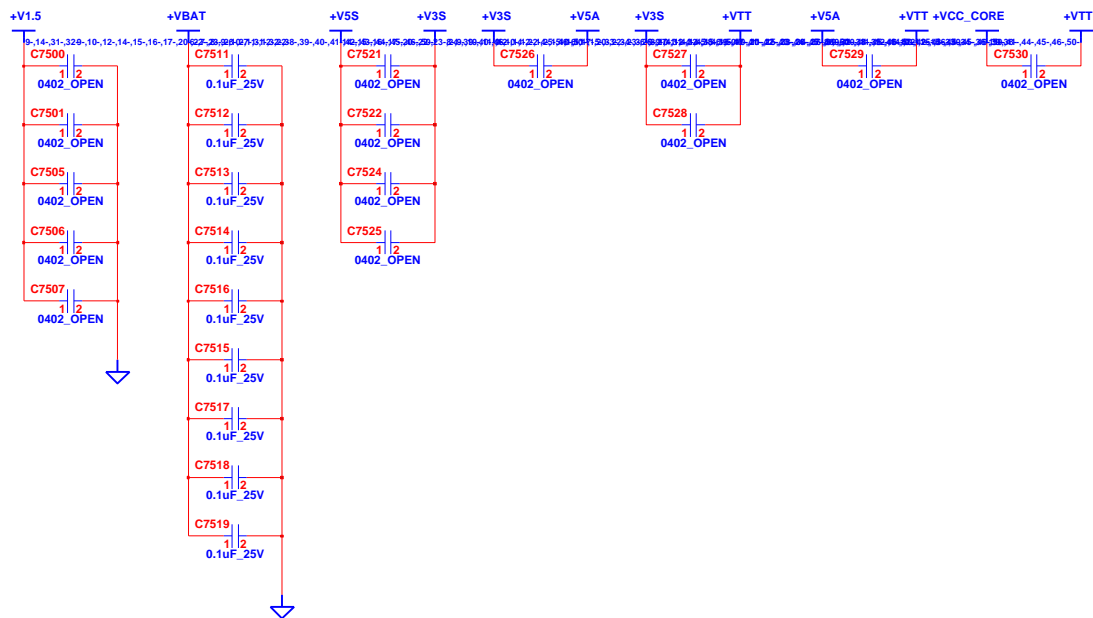 +V1.5 +VBAT +V5S +V3S +V3S +V5A +V3S +VTT +V5A +VTT +VCC_CORE +VTT
C7500
1 2
0402_OPEN
C7501
1 2
0402_OPEN
C7505
1 2
0402_OPEN
C7506
1 2
0402_OPEN
C7507
1 2
0402_OPEN
C7511
1 2
0.1uF_25V
C7512
1 2
0.1uF_25V
C7513
1 2
0.1uF_25V
C7514
1 2
0.1uF_25V
C7516
1 2
0.1uF_25V
C7515
1 2
0.1uF_25V
C7517
1 2
0.1uF_25V
C7518
1 2
0.1uF_25V
C7519
1 2
0.1uF_25V
C7521
1 2
0402_OPEN
C7522
1 2
0402_OPEN
C7524
1 2
0402_OPEN
C7525
1 2
0402_OPEN
C7526
1 2
0402_OPEN
C7527
1 2
0402_OPEN
C7528
1 2
0402_OPEN
C7529
1 2
0402_OPEN
C7530
1 2
0402_OPEN